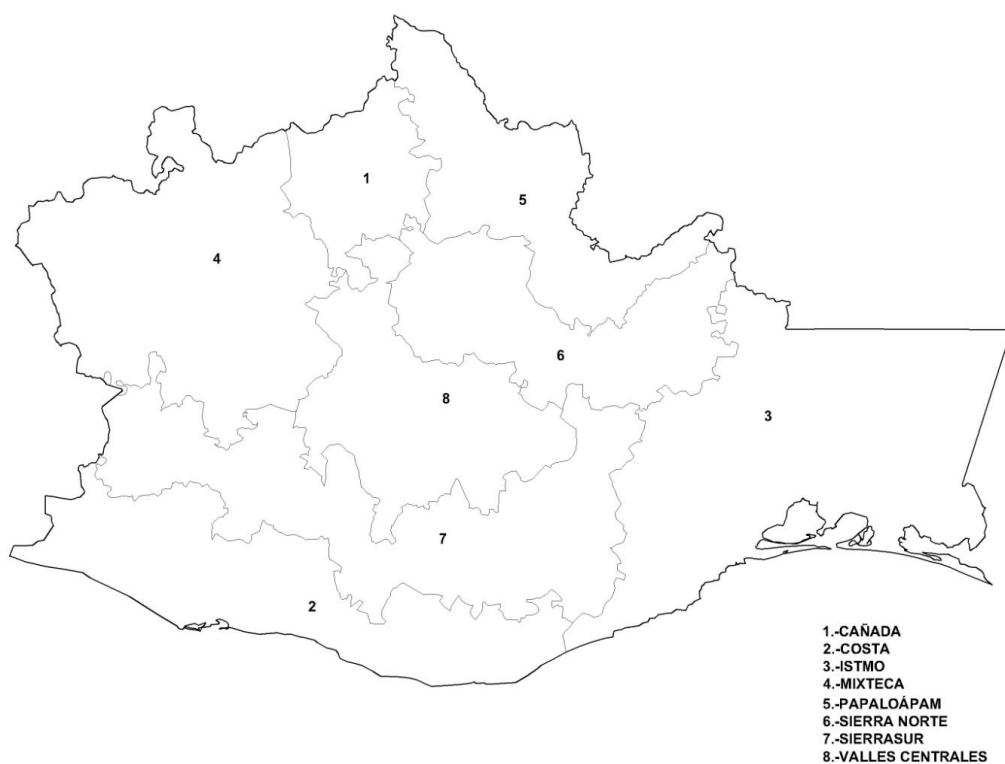 1
5
4
6
8
3
7
2
1.-CAÑADA
2.-COSTA
3.-ISTMO
4.-MIXTECA
5.-PAPALOÁPAM
6.-SIERRA NORTE
7.-SIERRASUR
8.-VALLES CENTRALES